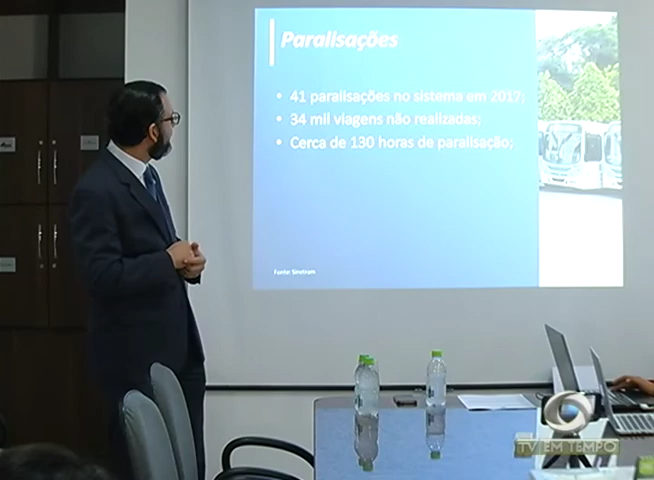 Paralisações
• 41 paralisações no sistema em 2017;
• 34 mil viagens não realizadas;
• Cerca de 130 horas de paralisação;
Fonte: Sinetram
TV EM TEMPO